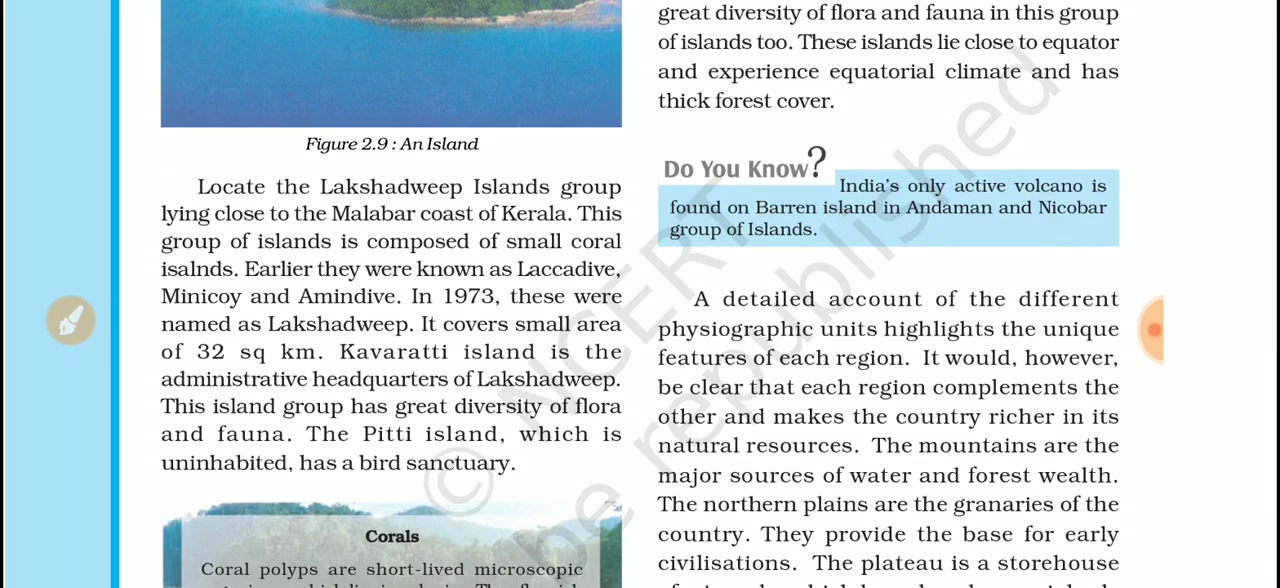 Figure 2.9 : An Island
Locate the Lakshadweep Islands group
lying close to the Malabar coast of Kerala. This
group of islands is composed of small coral
isalnds. Earlier they were known as Laccadive,
Minicoy and Amindive. In 1973, these were
named as Lakshadweep. It covers small area
of 32 sq km. Kavaratti island is the
administrative headquarters of Lakshadweep.
This island group has great diversity of flora
and fauna. The Pitti island, which is
uninhabited, has a bird sanctuary.
Corals
Coral polyps are short-lived microscopic
great diversity of flora and fauna in this group
of islands too. These islands lie close to equator
and experience equatorial climate and has
thick forest cover.
Do You Know?
India's only active volcano is
found on Barren island in Andaman and Nicobar
group of Islands.
A detailed account of the different
physiographic units highlights the unique
features of each region. It would, however,
be clear that each region complements the
other and makes the country richer in its
natural resources. The mountains are the
major sources of water and forest wealth.
The northern plains are the granaries of the
country. They provide the base for early
civilisations. The plateau is a storehouse
© NCERT
be republished